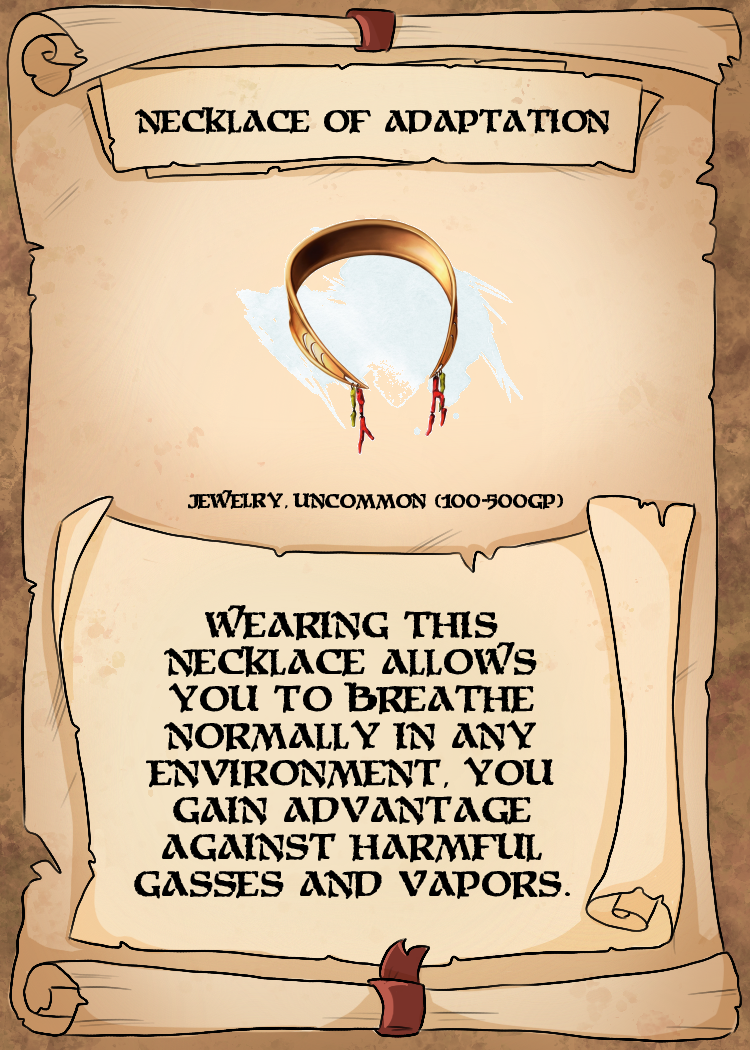 NECKLACE OF ADAPTATION
JEWELRY, UNCOMMON (100-500GP)
WEARING THIS
NECKLACE ALLOWS
YOU TO BREATHE
NORMALLY IN ANY
ENVIRONMENT, YOU
GAIN ADVANTAGE
AGAINST HARMFUL
GASSES AND VAPORS.